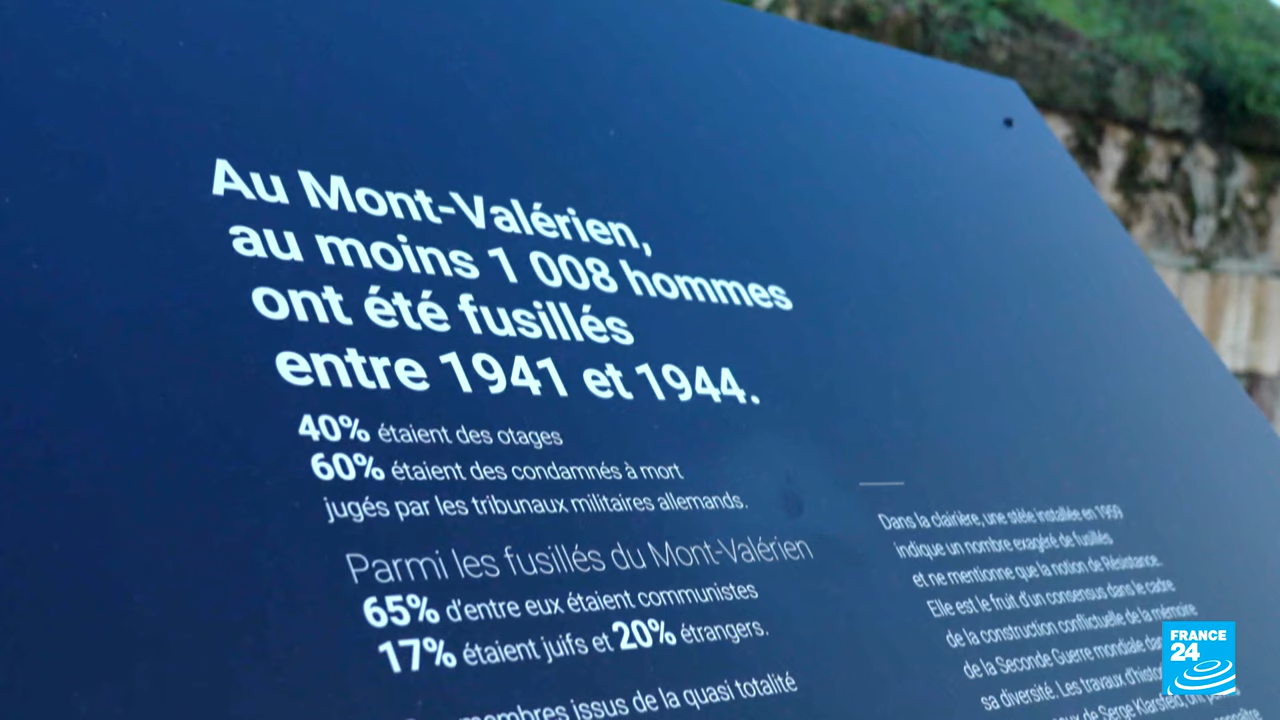 Au Mont-Valérien,
au moins 1 008 hommes
ont été fusillés
entre 1941 et 1944.
40% étaient des otages
60% étaient des condamnés à mort
jugés par les tribunaux militaires allemands.
Parmi les fusillés du Mont-Valérien
65% d'entre eux étaient communistes
17% étaient juifs et 20% étrangers.
membres issus de la quasi totalité
Dans la clairière, une stèle installée en 1959
indique un nombre exagéré de fusillés
et ne mentionne que la notion de Résistance.
Elle est le fruit d'un consensus dans le cadre
de la construction conflictuelle de la mémoire
de la Seconde Guerre mondiale
sa diversité. Les travaux
de Serge Klarsfeld,
FRANCE
24